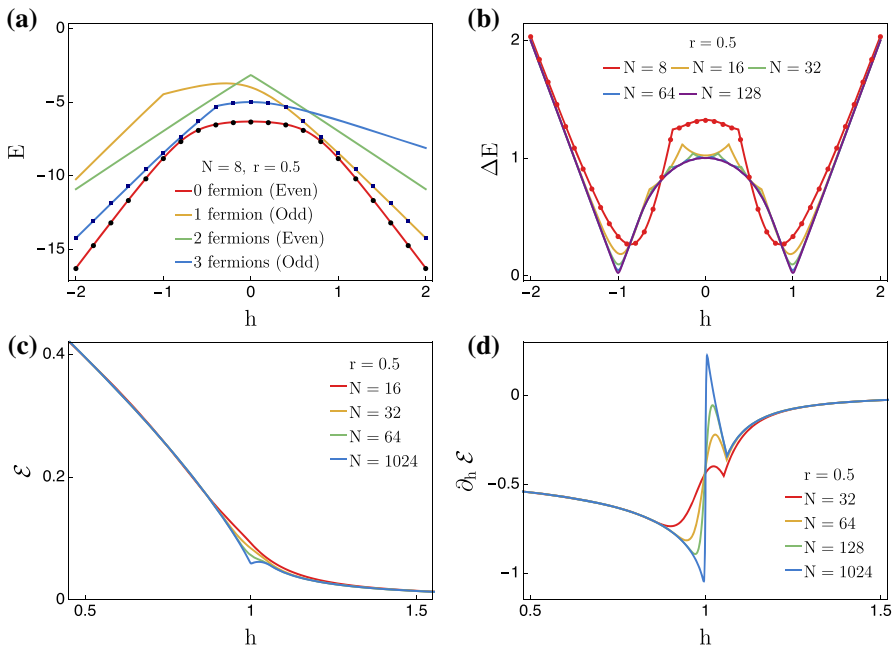 (a)
0
−5
−10
−15
E
N = 8, r = 0.5
0 fermion (Even)
1 fermion (Odd)
2 fermions (Even)
3 fermions (Odd)
−2 −1 0 1 2
h
(b)
2
1
0
ΔE
r = 0.5
N = 8 N = 16 N = 32
N = 64 N = 128
−2 −1 0 1 2
h
(c)
0.4
0.2
0
ℰ
r = 0.5
N = 16
N = 32
N = 64
N = 1024
0.5 1 1.5
h
(d)
0
−0.5
−1
∂h ℰ
r = 0.5
N = 32
N = 64
N = 128
N = 1024
0.5 1 1.5
h